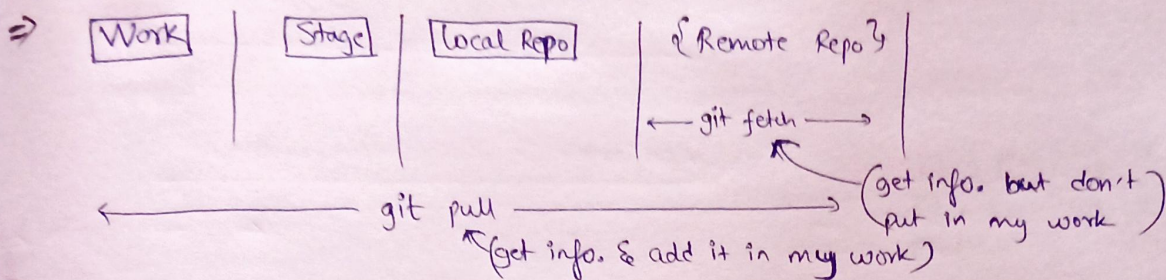 ⇒ Work Stage Local Repo {Remote Repo}
← git fetch →
(get info. but don't
put in my work)
← git pull →
(get info. & add it in my work)